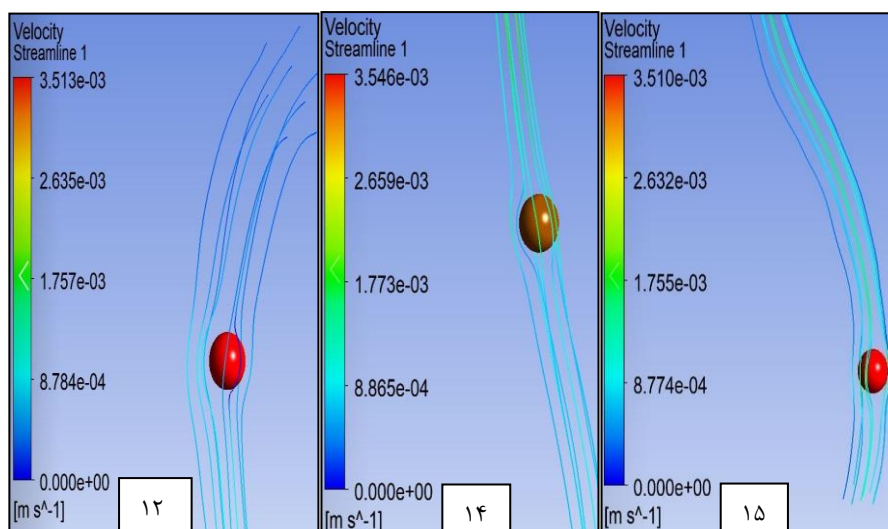 Velocity
Streamline 1
3.513e-03
2.635e-03
1.757e-03
8.784e-04
0.000e+00
[m s^-1]
۱۲
Velocity
Streamline 1
3.546e-03
2.659e-03
1.773e-03
8.865e-04
0.000e+00
[m s^-1]
۱۴
Velocity
Streamline 1
3.510e-03
2.632e-03
1.755e-03
8.774e-04
0.000e+00
[m s^-1]
۱۵